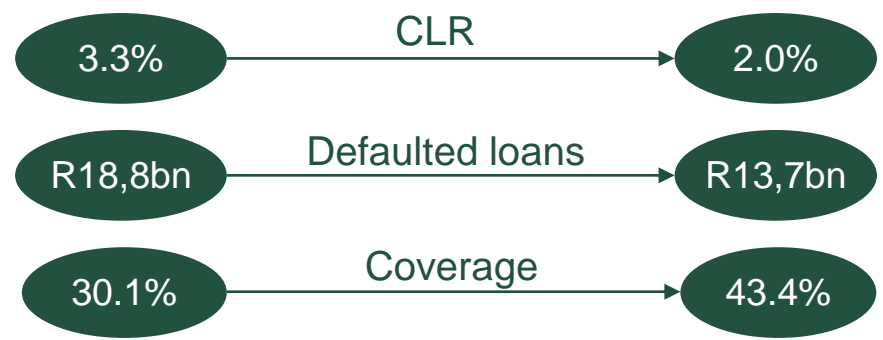 CLR
3.3%
2.0%
Defaulted loans
R18,8bn
R13,7bn
Coverage
30.1%
43.4%